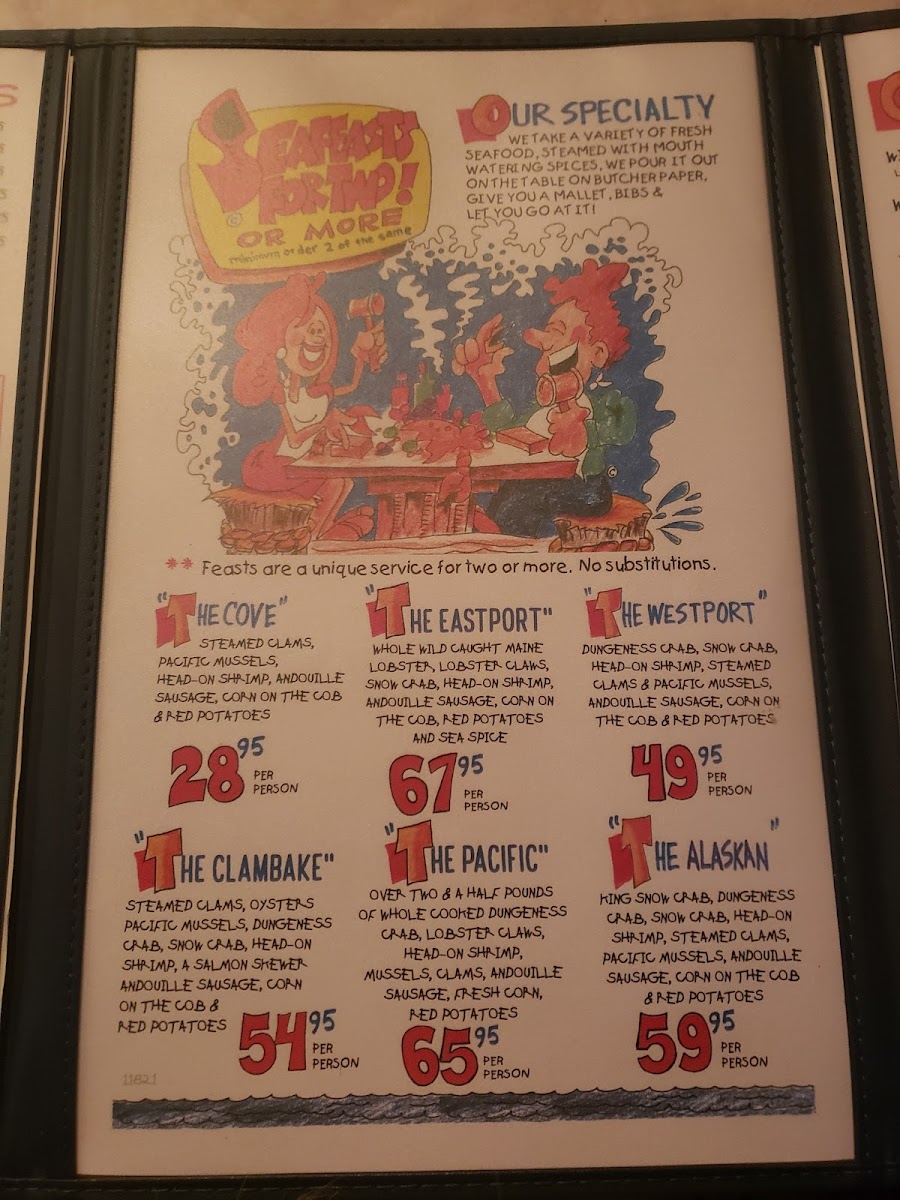 SEAFEASTS
FOR TWO!
©
OR MORE
minimum order 2 of the same
OUR SPECIALTY
WE TAKE A VARIETY OF FRESH
SEAFOOD, STEAMED WITH MOUTH
WATERING SPICES, WE POUR IT OUT
ON THE TABLE ON BUTCHER PAPER,
GIVE YOU A MALLET, BIBS &
LET YOU GO AT IT!
©
** Feasts are a unique service for two or more. No substitutions.
"THE COVE"
STEAMED CLAMS,
PACIFIC MUSSELS,
HEAD-ON SHRIMP, ANDOUILLE
SAUSAGE, CORN ON THE COB
& RED POTATOES
28 95 PER
PERSON
"THE EASTPORT"
WHOLE WILD CAUGHT MAINE
LOBSTER, LOBSTER CLAWS,
SNOW CRAB, HEAD-ON SHRIMP,
ANDOUILLE SAUSAGE, CORN ON
THE COB, RED POTATOES
AND SEA SPICE
67 95 PER
PERSON
"THE WESTPORT"
DUNGENESS CRAB, SNOW CRAB,
HEAD-ON SHRIMP, STEAMED
CLAMS & PACIFIC MUSSELS,
ANDOUILLE SAUSAGE, CORN ON
THE COB & RED POTATOES
49 95 PER
PERSON
"THE CLAMBAKE"
STEAMED CLAMS, OYSTERS
PACIFIC MUSSELS, DUNGENESS
CRAB, SNOW CRAB, HEAD-ON
SHRIMP, A SALMON SKEWER
ANDOUILLE SAUSAGE, CORN
ON THE COB &
RED POTATOES
54 95 PER
PERSON
"THE PACIFIC"
OVER TWO & A HALF POUNDS
OF WHOLE COOKED DUNGENESS
CRAB, LOBSTER CLAWS,
HEAD-ON SHRIMP,
MUSSELS, CLAMS, ANDOUILLE
SAUSAGE, FRESH CORN,
RED POTATOES
65 95 PER
PERSON
"THE ALASKAN"
KING SNOW CRAB, DUNGENESS
CRAB, SNOW CRAB, HEAD-ON
SHRIMP, STEAMED CLAMS,
PACIFIC MUSSELS, ANDOUILLE
SAUSAGE, CORN ON THE COB
& RED POTATOES
59 95 PER
PERSON
11821